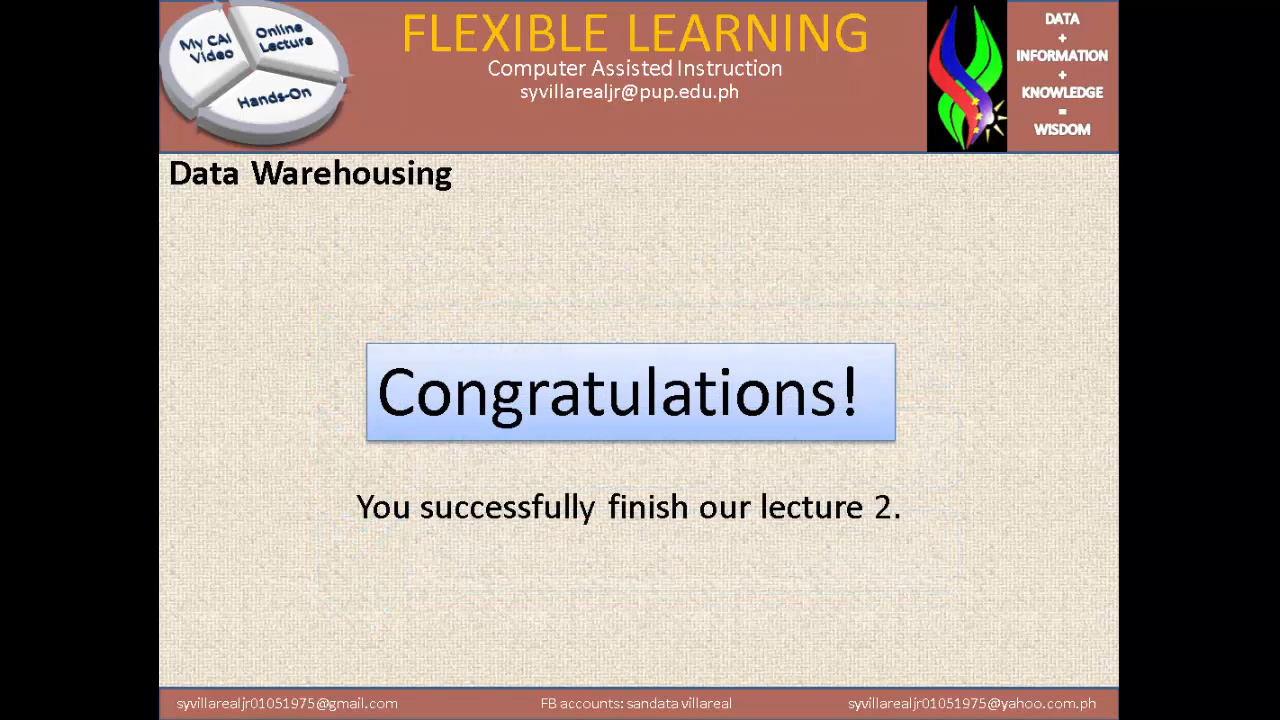 My CAI
Video
Online
Lecture
Hands-On
FLEXIBLE LEARNING
Computer Assisted Instruction
syvillarealjr@pup.edu.ph
DATA
+
INFORMATION
+
KNOWLEDGE
=
WISDOM
Data Warehousing
Congratulations!
You successfully finish our lecture 2.
syvillarealjr01051975@gmail.com
FB accounts: sandata villareal
syvillarealjr01051975@yahoo.com.ph